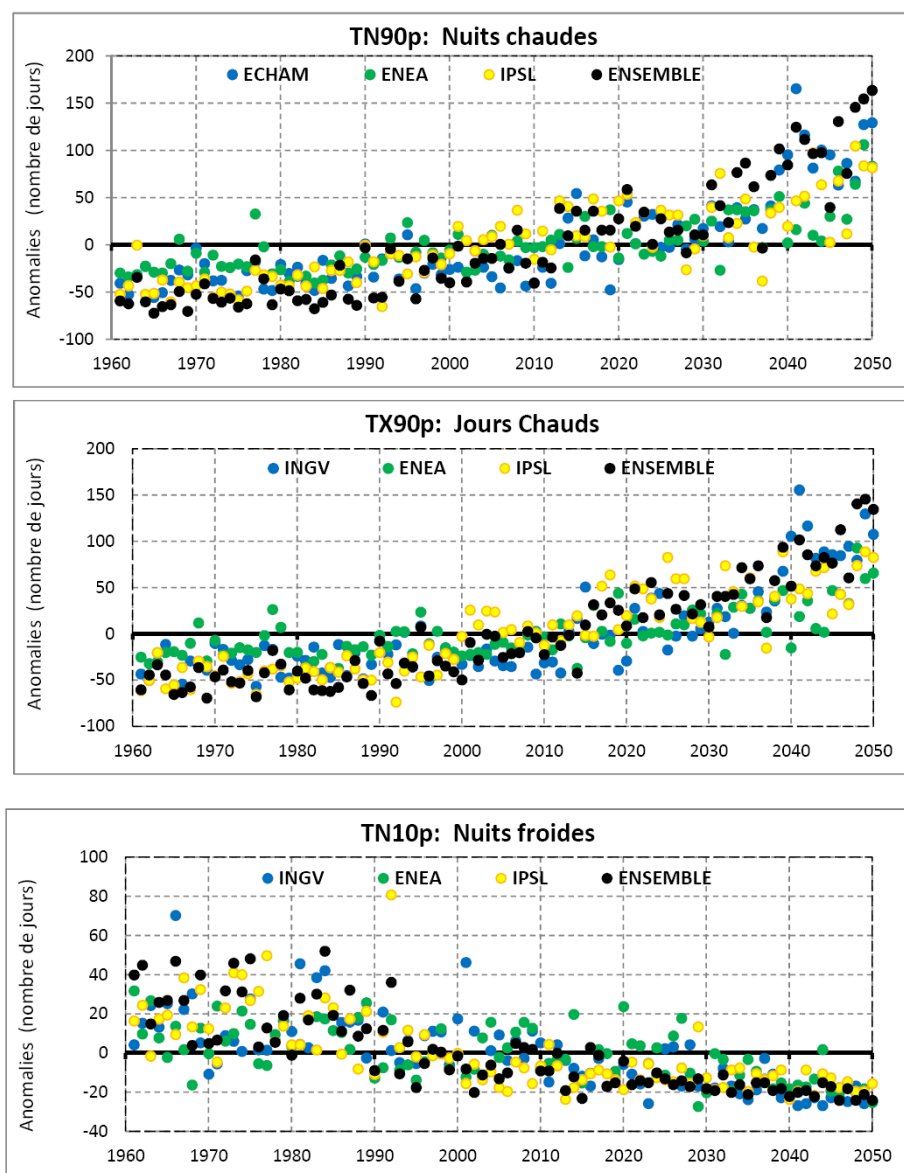 TN90p: Nuits chaudes
ECHAM ENEA IPSL ENSEMBLE
Anomalies (nombre de jours)
200
150
100
50
0
-50
-100
1960 1970 1980 1990 2000 2010 2020 2030 2040 2050
TX90p: Jours Chauds
INGV ENEA IPSL ENSEMBLE
Anomalies (nombre de jours)
200
150
100
50
0
-50
-100
1960 1970 1980 1990 2000 2010 2020 2030 2040 2050
TN10p: Nuits froides
INGV ENEA IPSL ENSEMBLE
Anomalies (nombre de jours)
100
80
60
40
20
0
-20
-40
1960 1970 1980 1990 2000 2010 2020 2030 2040 2050